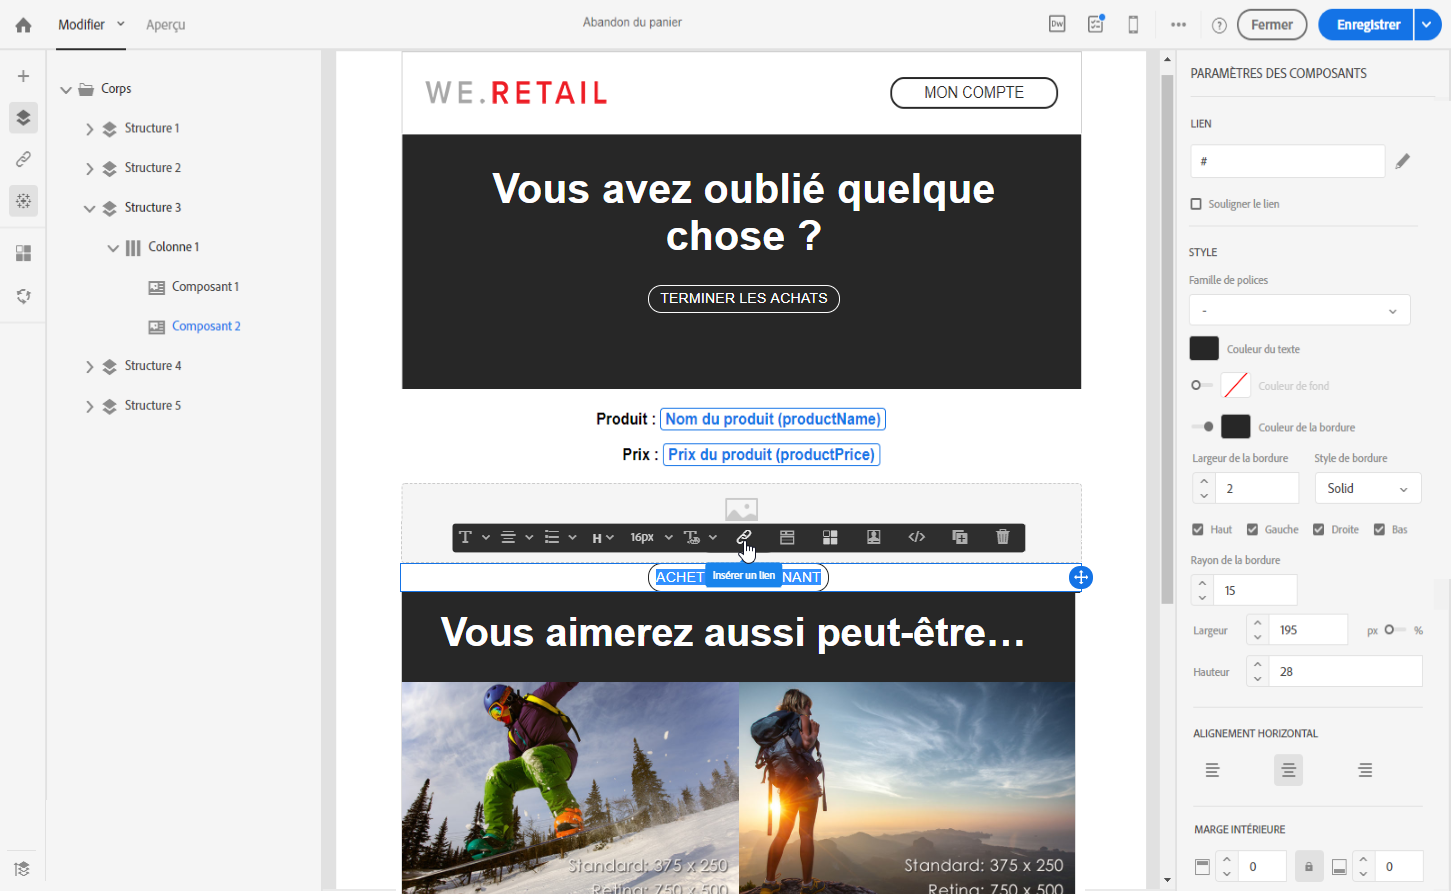 Modifier
Aperçu
Abandon du panier
Dw
Fermer
Enregistrer
Corps
Structure 1
Structure 2
Structure 3
Colonne 1
Composant 1
Composant 2
Structure 4
Structure 5
WE.RETAIL
MON COMPTE
Vous avez oublié quelque
chose ?
TERMINER LES ACHATS
Produit : Nom du produit (productName)
Prix : Prix du produit (productPrice)
T
H
16px
</>
ACHET
Insérer un lien
NANT
Vous aimerez aussi peut-être…
Standard: 375 x 250
Retina: 750 x 500
Standard: 375 x 250
Retina: 750 x 500
PARAMÈTRES DES COMPOSANTS
LIEN
#
Souligner le lien
STYLE
Famille de polices
-
Couleur du texte
Couleur de fond
Couleur de la bordure
Largeur de la bordure
Style de bordure
2
Solid
Haut
Gauche
Droite
Bas
Rayon de la bordure
15
Largeur
195
px
%
Hauteur
28
ALIGNEMENT HORIZONTAL
MARGE INTÉRIEURE
0
0